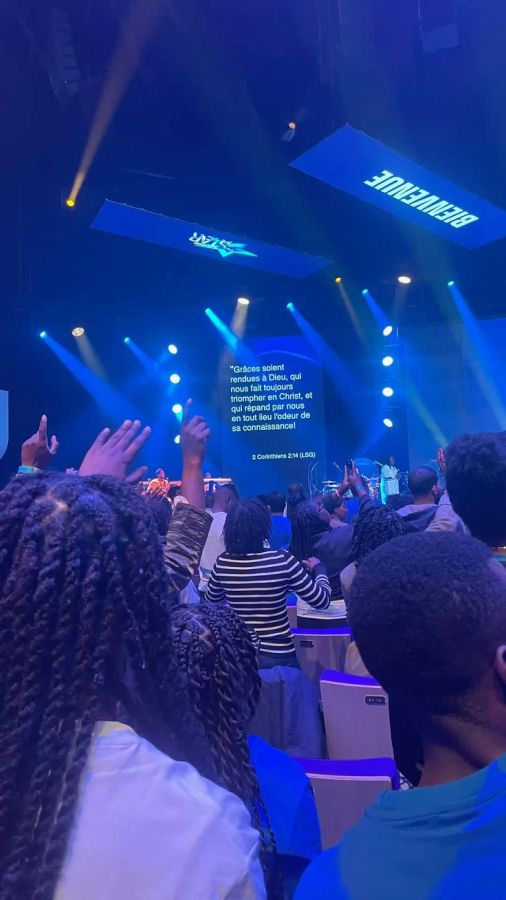 BIENVENUE
STAR
"Grâces soient
rendues à Dieu, qui
nous fait toujours
triompher en Christ, et
qui répand par nous
en tout lieu l'odeur de
sa connaissance!
2 Corinthiens 2:14 (LSG)